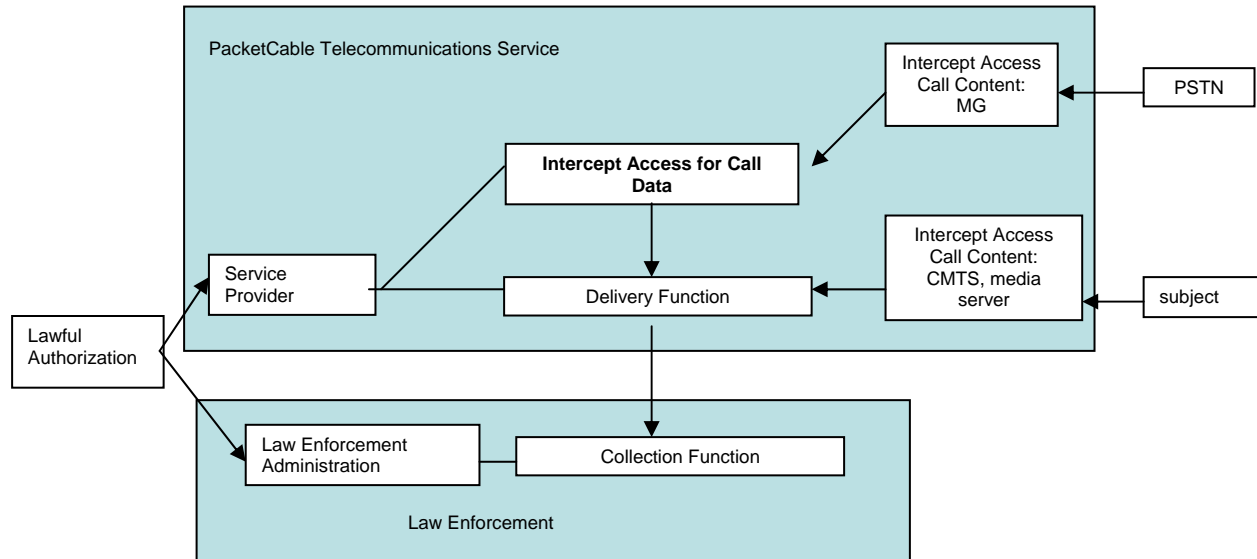 PacketCable Telecommunications Service
Intercept Access
Call Content:
MG
PSTN
Intercept Access for Call
Data
Intercept Access
Call Content:
CMTS, media
server
Service
Provider
Delivery Function
subject
Lawful
Authorization
Law Enforcement
Administration
Collection Function
Law Enforcement